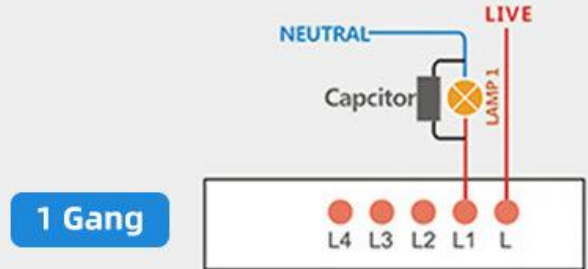 LIVE
NEUTRAL
Capcitor
LAMP 1
1 Gang
L4 L3 L2 L1 L